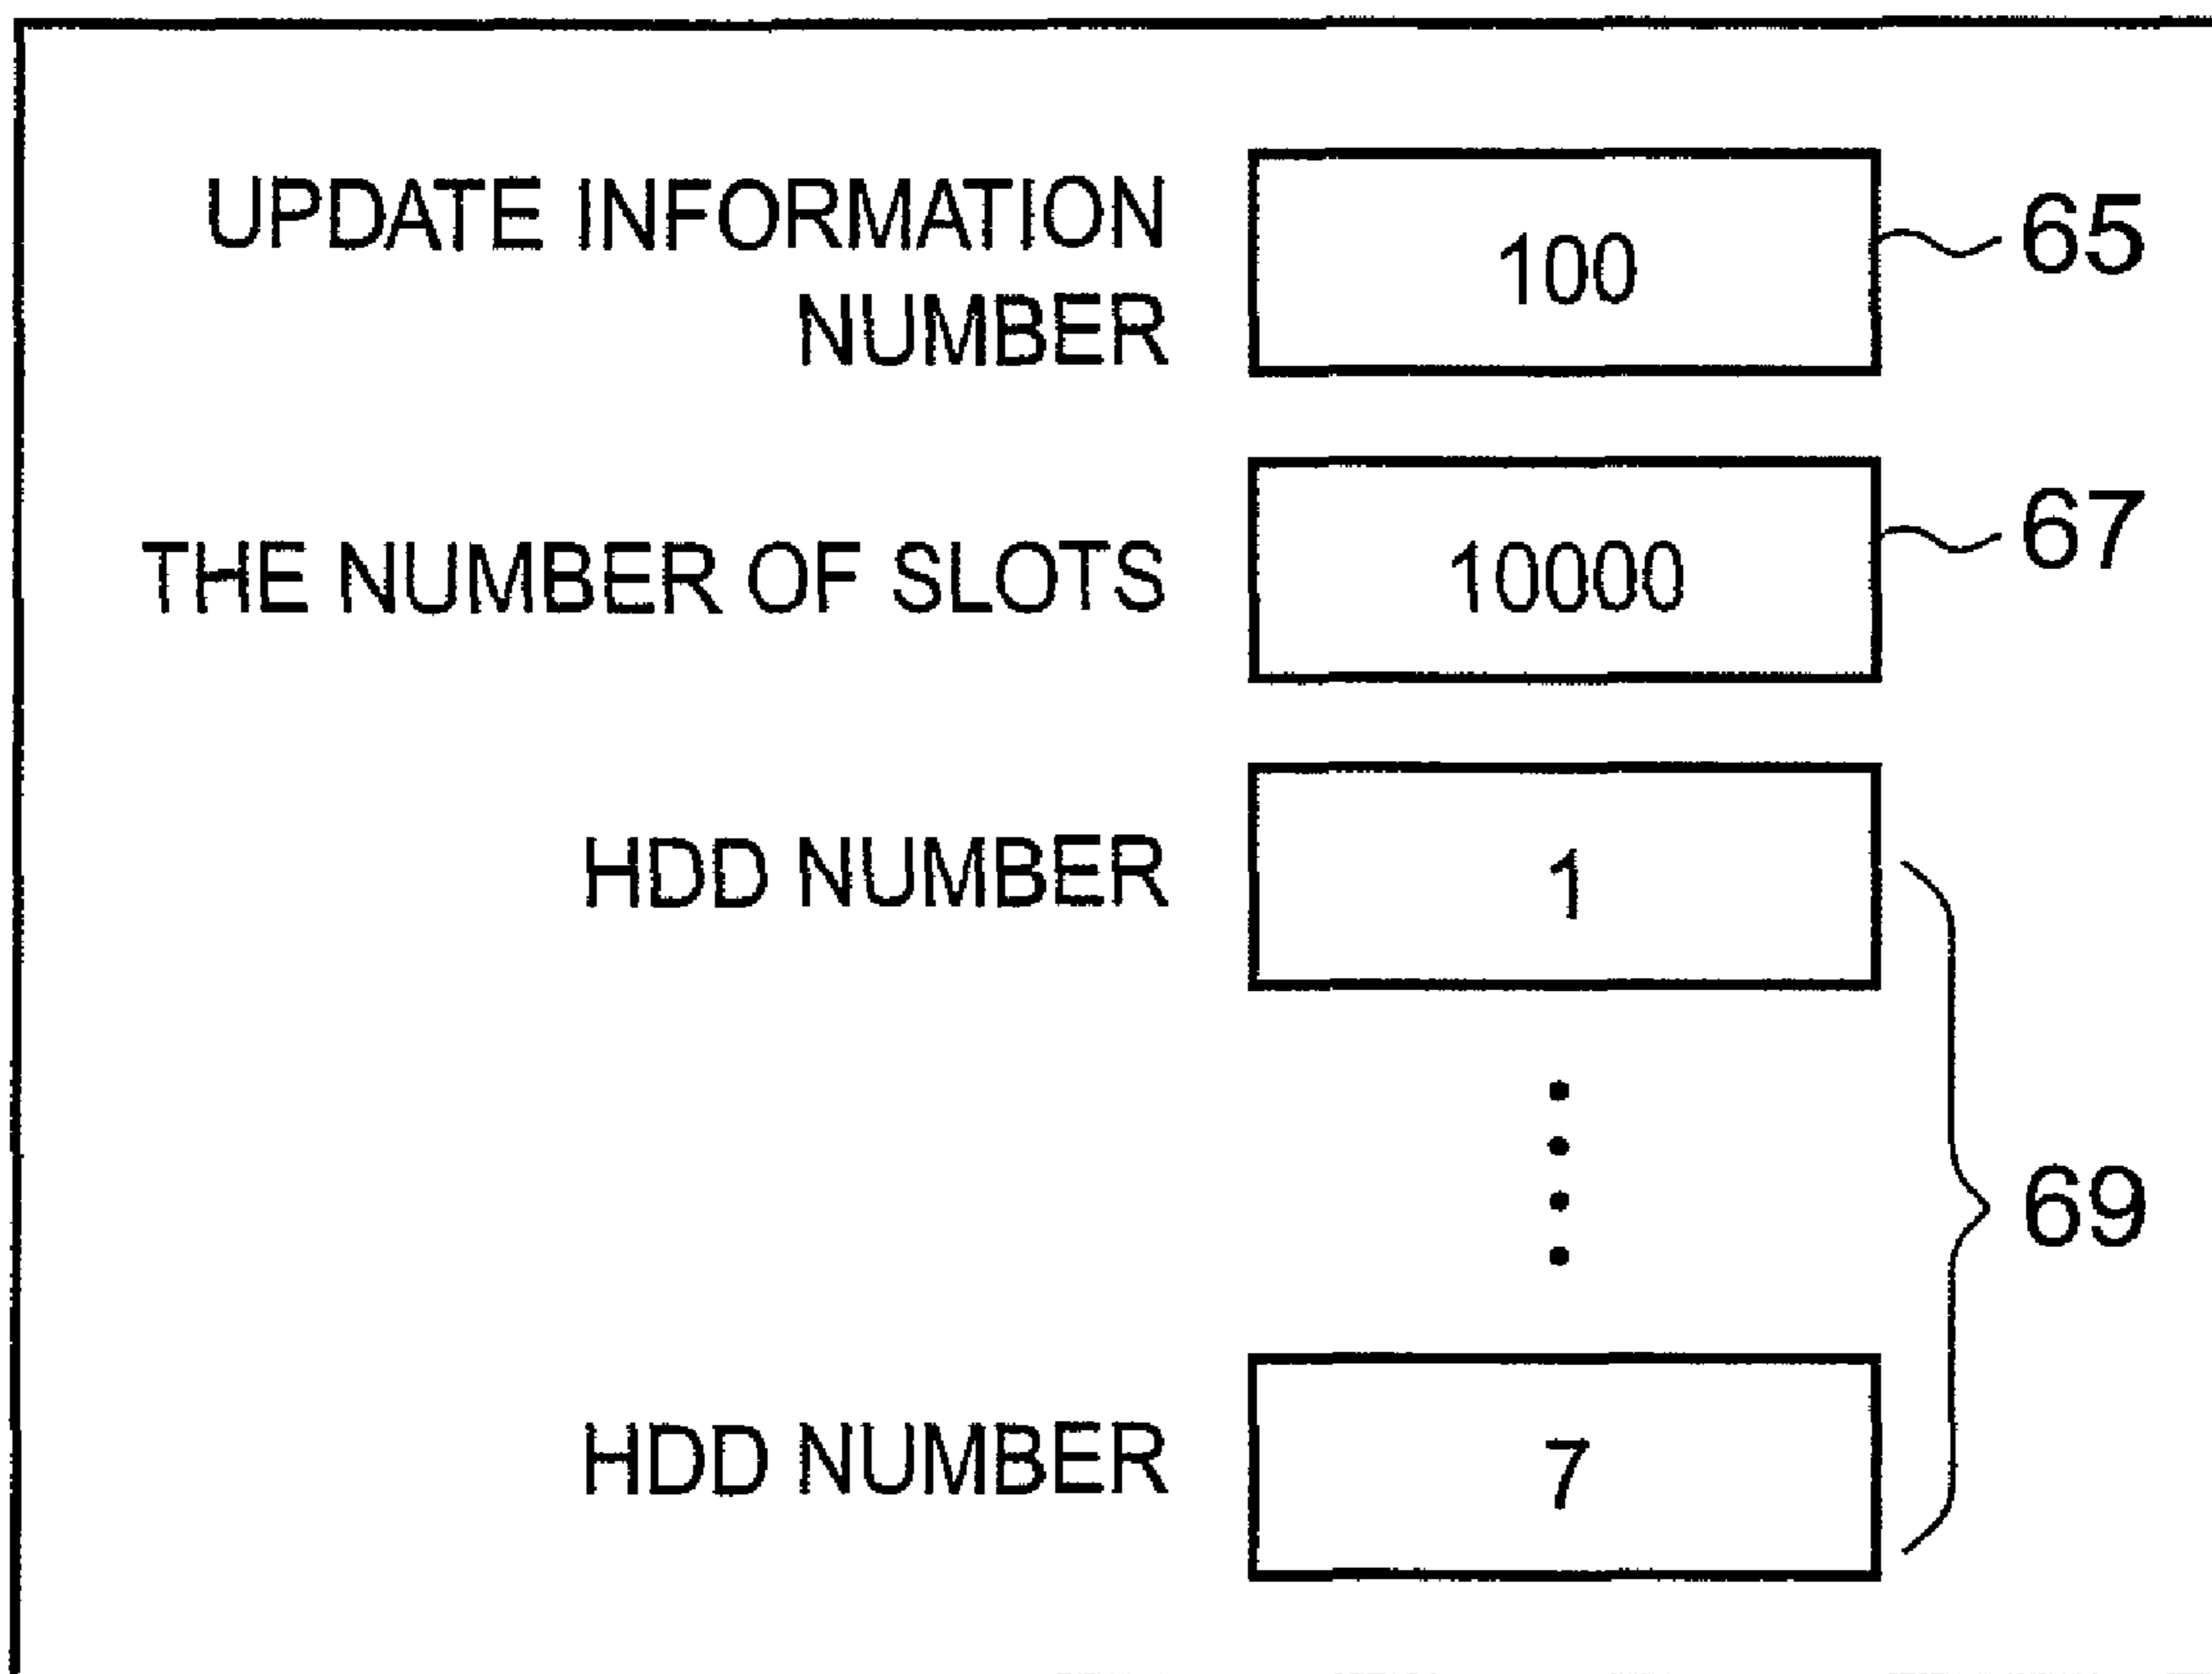 UPDATE INFORMATION
NUMBER
100
65
THE NUMBER OF SLOTS
10000
67
HDD NUMBER
1
69
HDD NUMBER
7